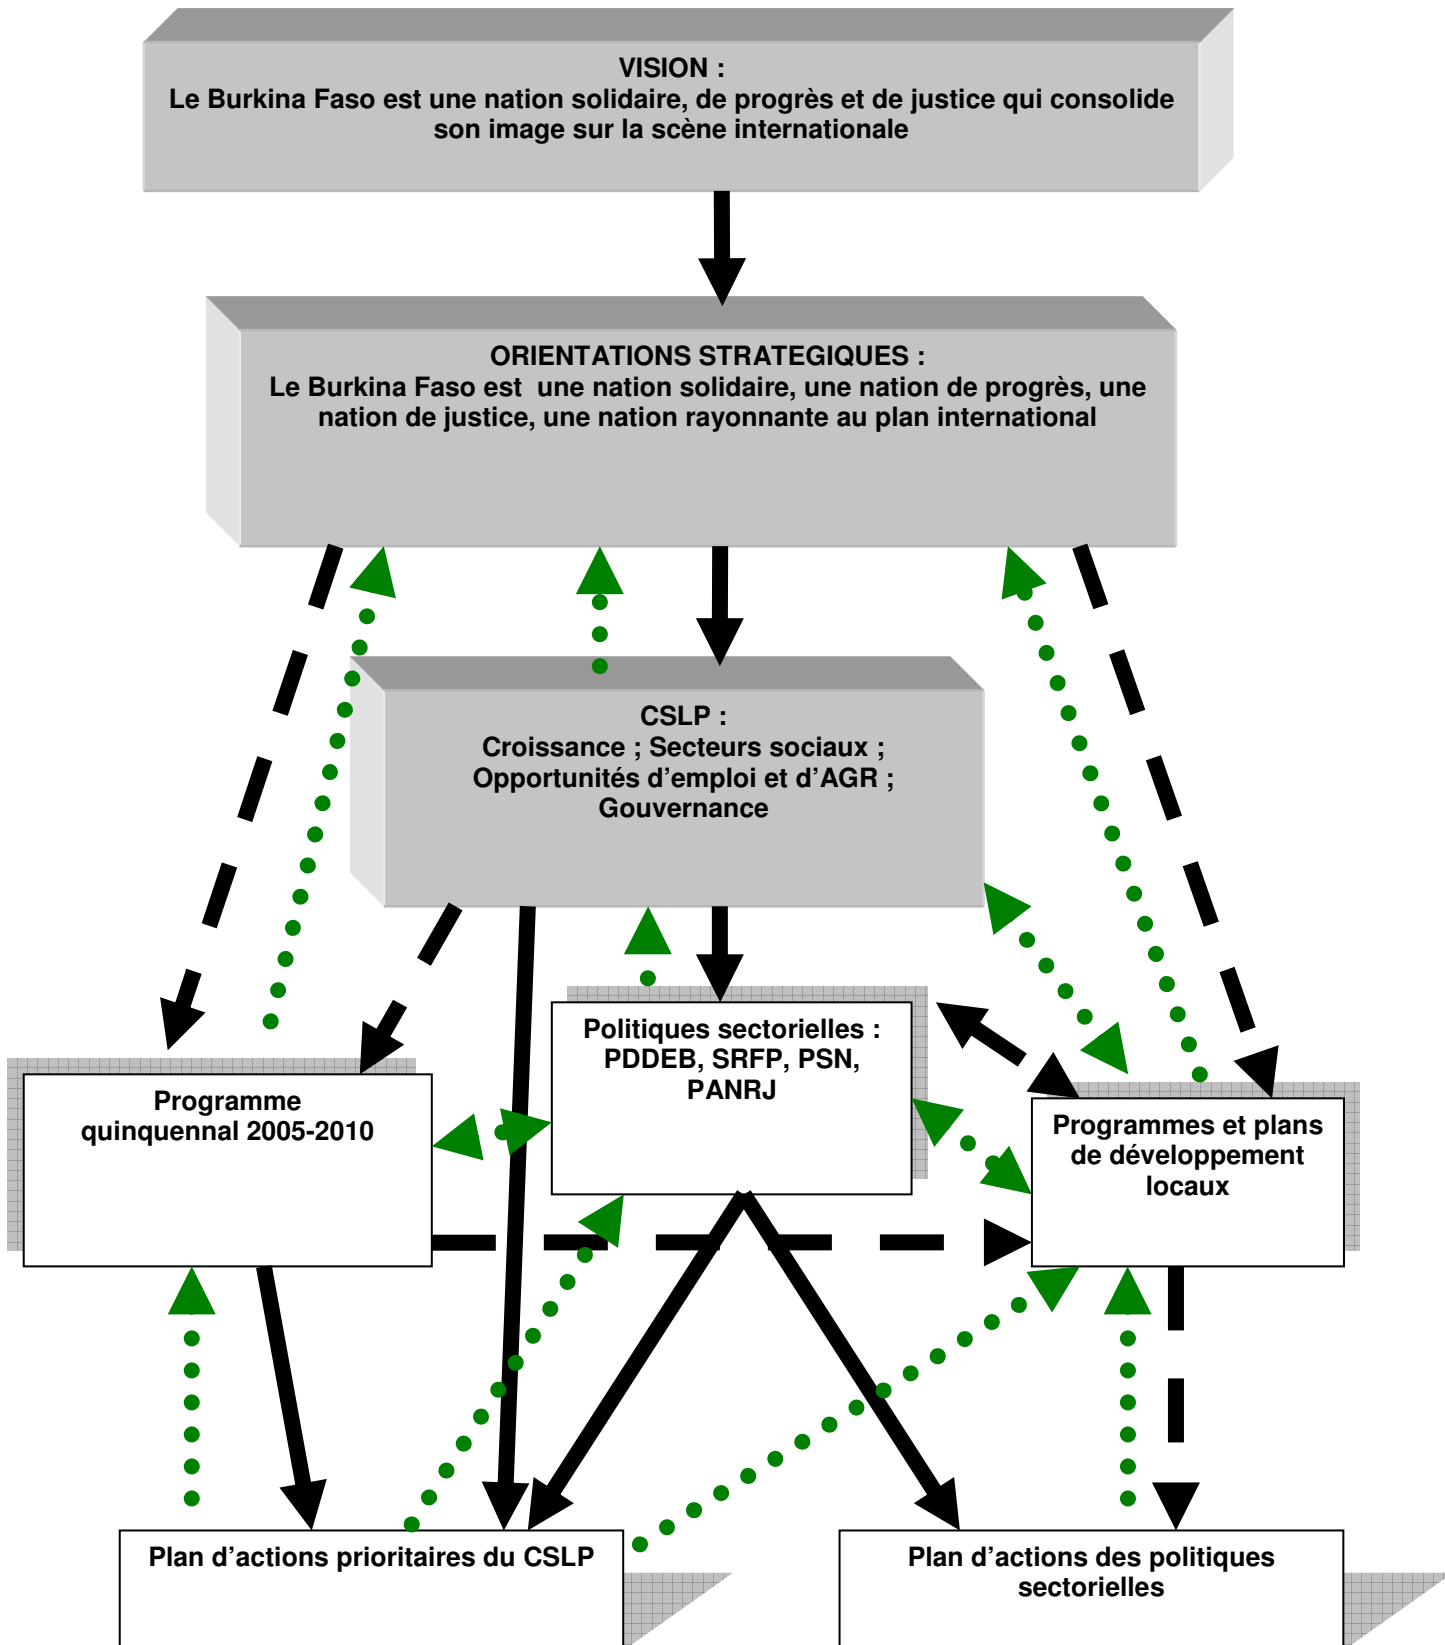 VISION :
Le Burkina Faso est une nation solidaire, de progrès et de justice qui consolide
son image sur la scène internationale
ORIENTATIONS STRATEGIQUES :
Le Burkina Faso est une nation solidaire, une nation de progrès, une
nation de justice, une nation rayonnante au plan international
CSLP :
Croissance ; Secteurs sociaux ;
Opportunités d’emploi et d’AGR ;
Gouvernance
Politiques sectorielles :
PDDEB, SRFP, PSN,
PANRJ
Programme
quinquennal 2005-2010
Programmes et plans
de développement
locaux
Plan d’actions prioritaires du CSLP
Plan d’actions des politiques
sectorielles